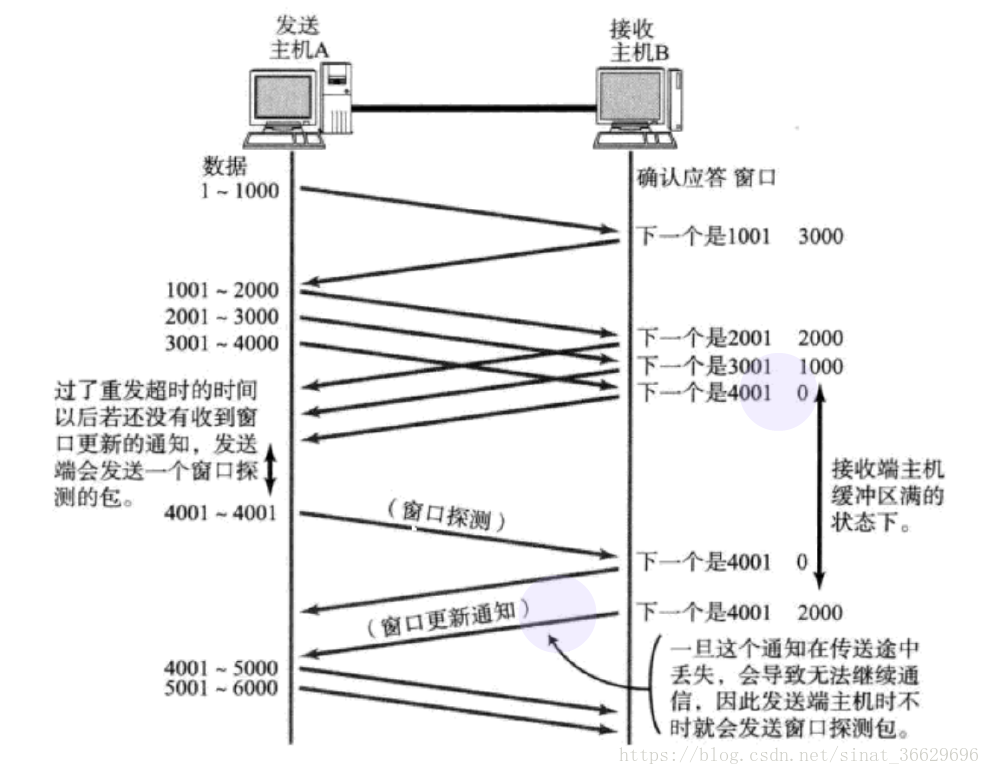 发送
主机A
接收
主机B
数据
确认应答 窗口
1 ~ 1000
下一个是1001 3000
1001 ~ 2000
2001 ~ 3000
3001 ~ 4000
下一个是2001 2000
下一个是3001 1000
下一个是4001 0
过了重发超时的时间
以后若还没有收到窗
口更新的通知，发送
端会发送一个窗口探
测的包。
接收端主机
缓冲区满的
状态下。
4001 ~ 4001
（窗口探测）
下一个是4001 0
（窗口更新通知）
下一个是4001 2000
4001 ~ 5000
5001 ~ 6000
一旦这个通知在传送途中
丢失，会导致无法继续通
信，因此发送端主机时不
时就会发送窗口探测包。
https://blog.csdn.net/sinat_36629696